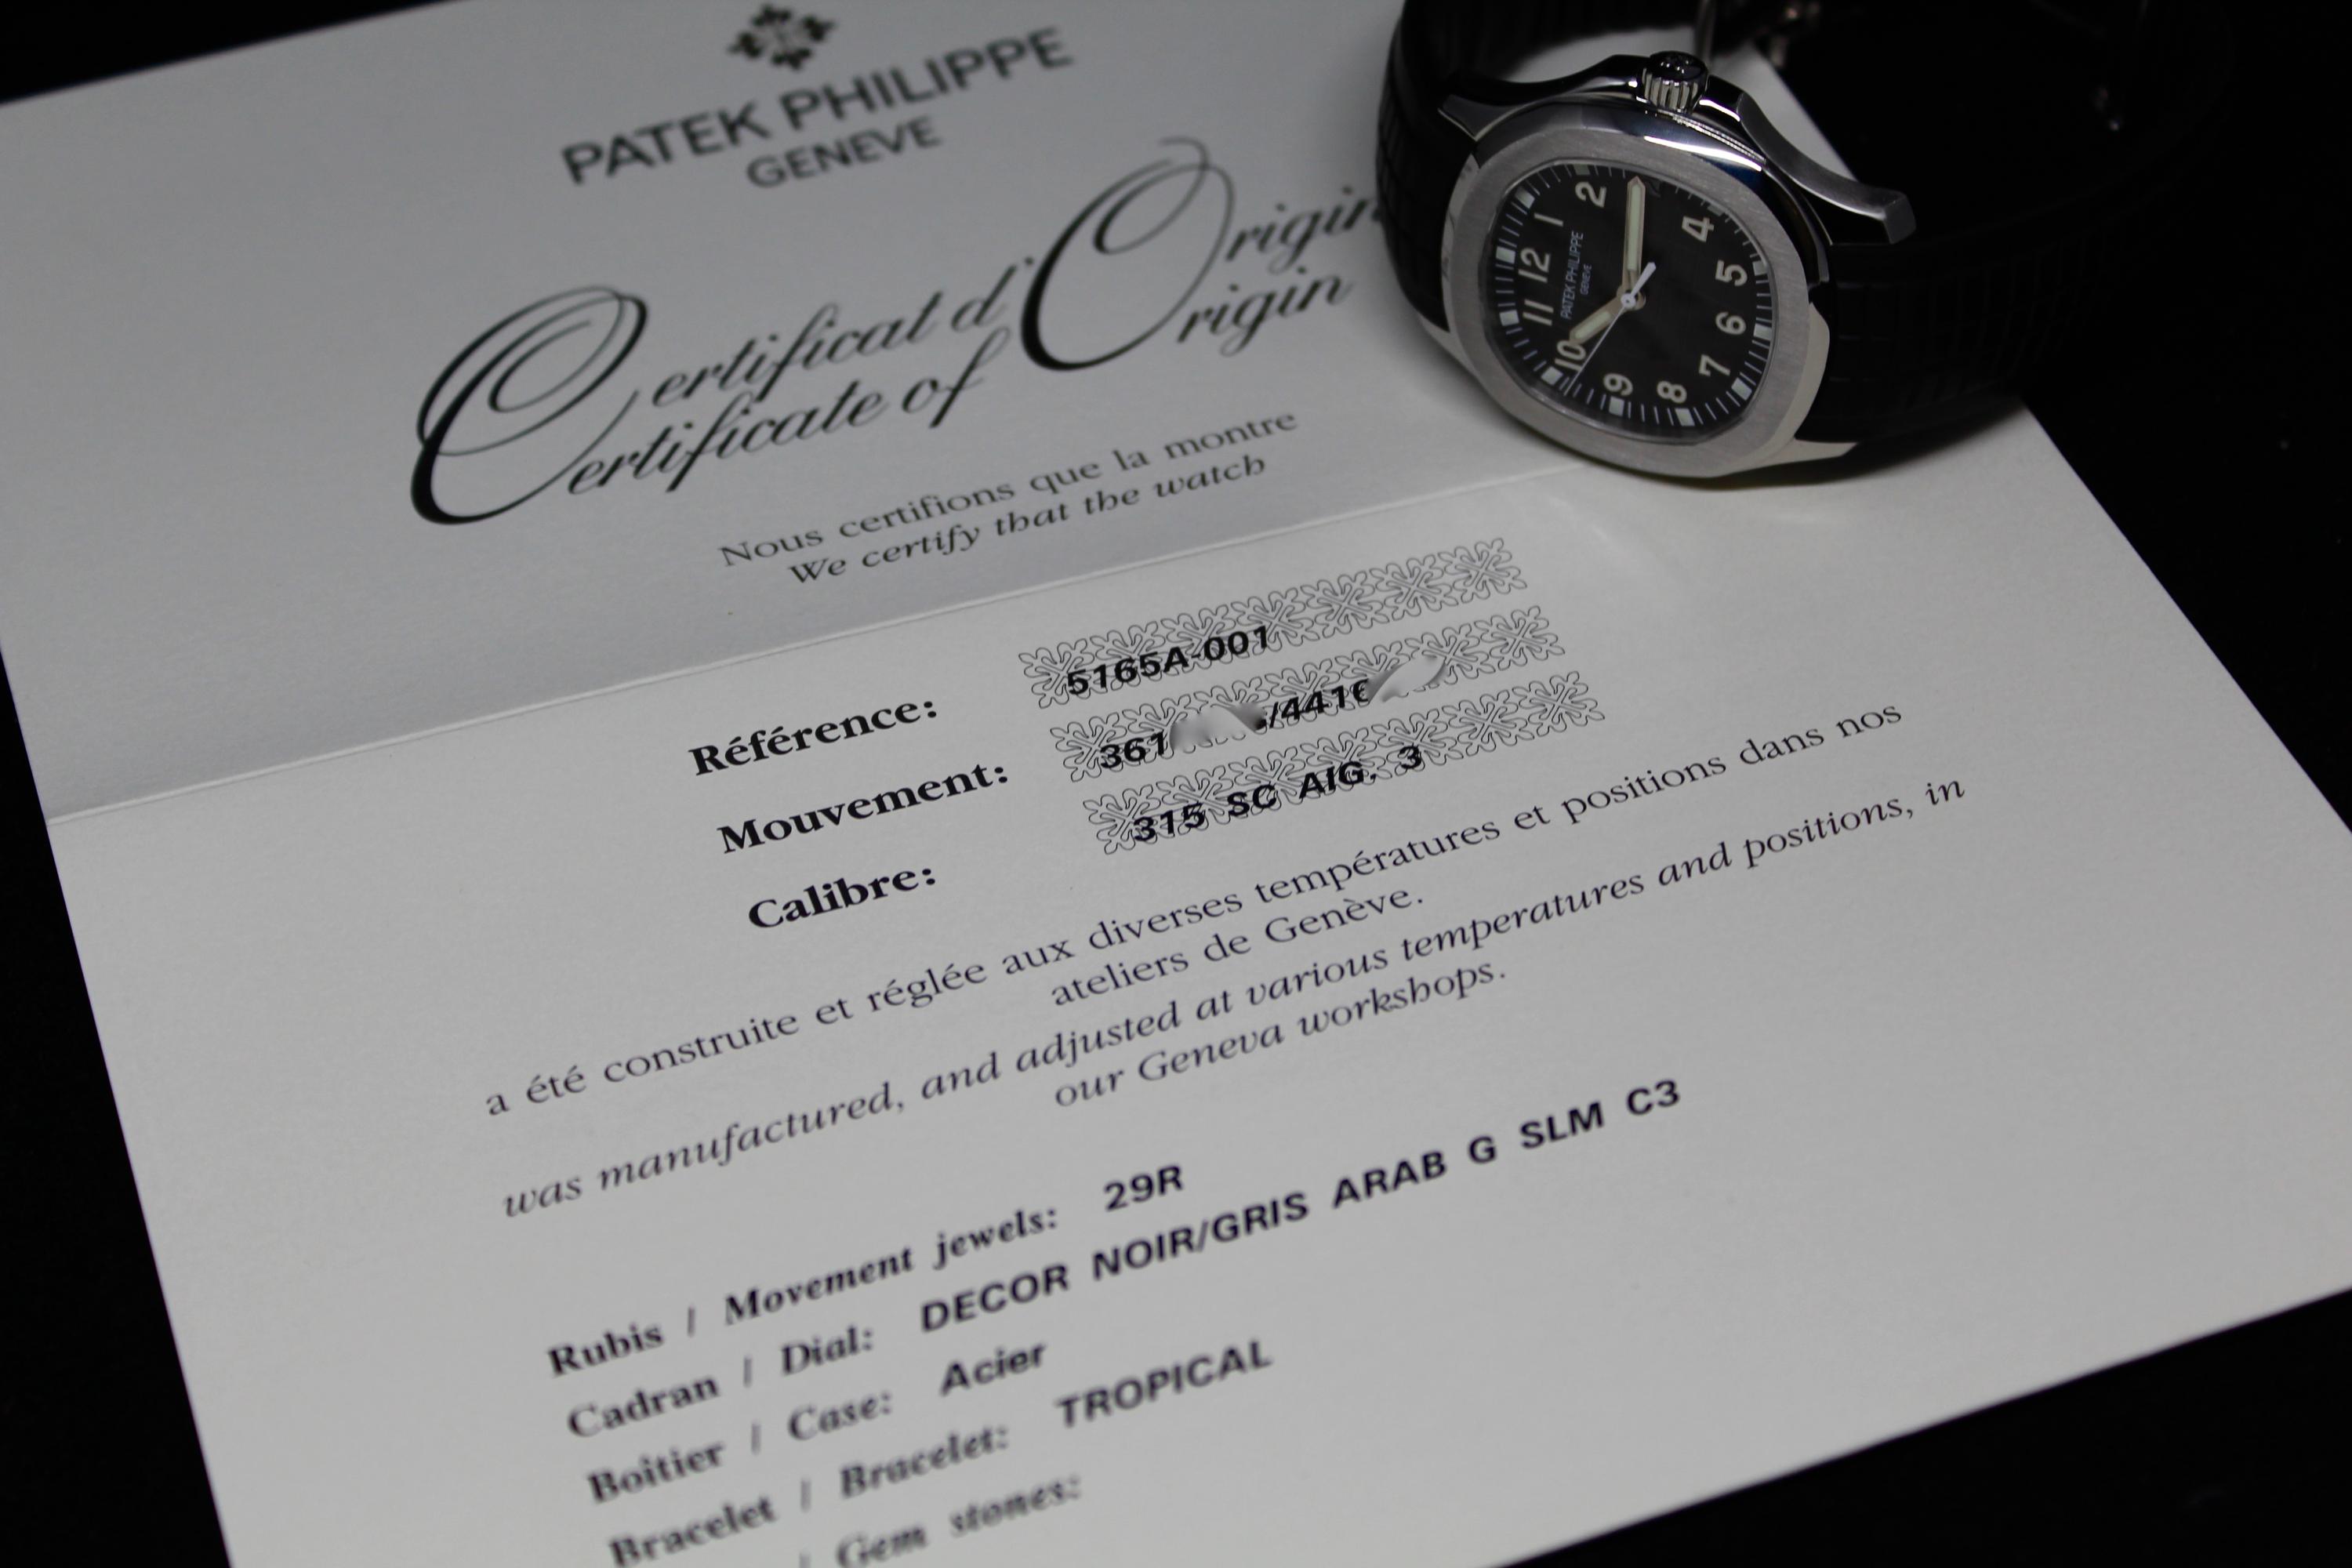 PATEK PHILIPPE
GENEVE
Certificat d'Origin
Certificate of Origin
Nous certifions que la montre
We certify that the watch
Référence: 5165A-001
Mouvement: 361 /4416
Calibre: 315 SC AIG. 3
a été construite et réglée aux diverses températures et positions dans nos
ateliers de Genève.
was manufactured, and adjusted at various temperatures and positions, in
our Geneva workshops.
Rubis / Movement jewels: 29R
Cadran / Dial: DECOR NOIR/GRIS ARAB G SLM C3
Boîtier / Case: Acier
Bracelet / Bracelet: TROPICAL
/ Gem stones:
PATEK PHILIPPE
GENEVE
12
1
2
4
5
6
7
8
9
10
11